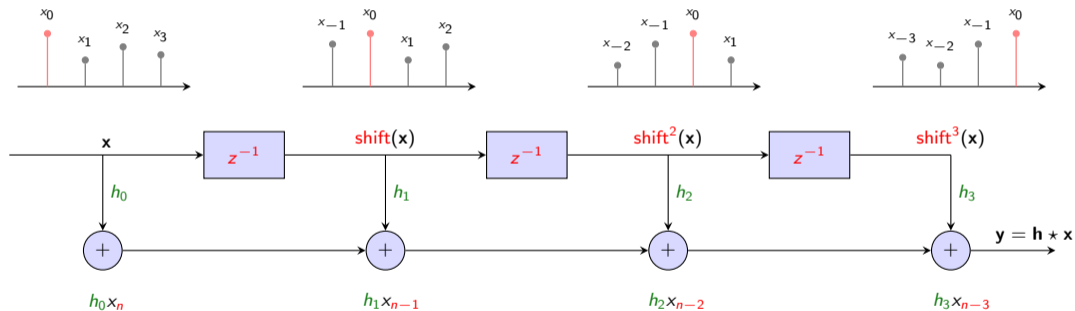 x₀ x₁ x₂ x₃
x₋₁ x₀ x₁ x₂
x₋₂ x₋₁ x₀ x₁
x₋₃ x₋₂ x₋₁ x₀
x z⁻¹ shift(x) z⁻¹ shift²(x) z⁻¹ shift³(x)
h₀ h₁ h₂ h₃
+ + + + y = h ⋆ x
h₀xₙ h₁xₙ₋₁ h₂xₙ₋₂ h₃xₙ₋₃